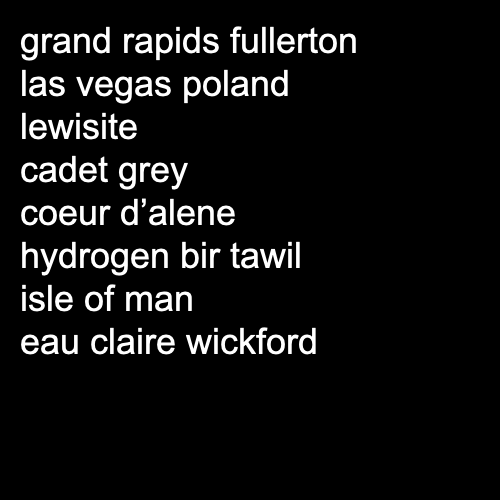 grand rapids fullerton
las vegas poland
lewisite
cadet grey
coeur d’alene
hydrogen bir tawil
isle of man
eau claire wickford